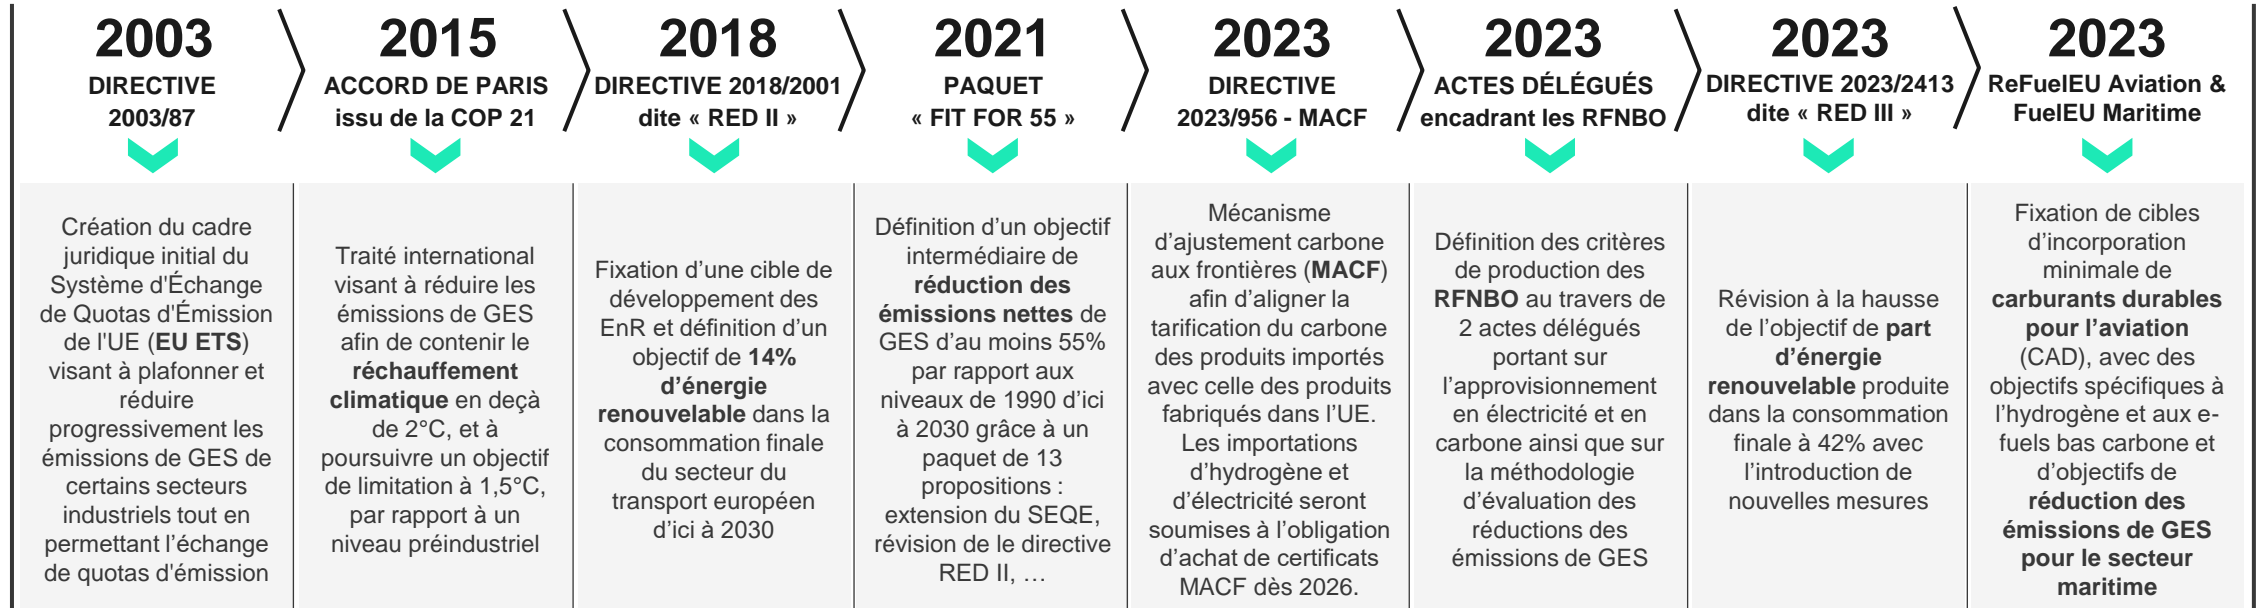 2003
DIRECTIVE
2003/87
Création du cadre
juridique initial du
Système d'Échange
de Quotas d'Émission
de l'UE (EU ETS)
visant à plafonner et
réduire
progressivement les
émissions de GES de
certains secteurs
industriels tout en
permettant l’échange
de quotas d'émission
2015
ACCORD DE PARIS
issu de la COP 21
Traité international
visant à réduire les
émissions de GES
afin de contenir le
réchauffement
climatique en deçà
de 2°C, et à
poursuivre un objectif
de limitation à 1,5°C,
par rapport à un
niveau préindustriel
2018
DIRECTIVE 2018/2001
dite « RED II »
Fixation d’une cible de
développement des
EnR et définition d’un
objectif de 14%
d’énergie
renouvelable dans la
consommation finale
du secteur du
transport européen
d’ici à 2030
2021
PAQUET
« FIT FOR 55 »
Définition d’un objectif
intermédiaire de
réduction des
émissions nettes de
GES d’au moins 55%
par rapport aux
niveaux de 1990 d’ici
à 2030 grâce à un
paquet de 13
propositions :
extension du SEQE,
révision de le directive
RED II, …
2023
DIRECTIVE
2023/956 - MACF
Mécanisme
d’ajustement carbone
aux frontières (MACF)
afin d’aligner la
tarification du carbone
des produits importés
avec celle des produits
fabriqués dans l’UE.
Les importations
d’hydrogène et
d’électricité seront
soumises à l’obligation
d’achat de certificats
MACF dès 2026.
2023
ACTES DÉLÉGUÉS
encadrant les RFNBO
Définition des critères
de production des
RFNBO au travers de
2 actes délégués
portant sur
l’approvisionnement
en électricité et en
carbone ainsi que sur
la méthodologie
d’évaluation des
réductions des
émissions de GES
2023
DIRECTIVE 2023/2413
dite « RED III »
Révision à la hausse
de l’objectif de part
d’énergie
renouvelable produite
dans la consommation
finale à 42% avec
l’introduction de
nouvelles mesures
2023
ReFuelEU Aviation &
FuelEU Maritime
Fixation de cibles
d’incorporation
minimale de
carburants durables
pour l’aviation
(CAD), avec des
objectifs spécifiques à
l’hydrogène et aux e-
fuels bas carbone et
d’objectifs de
réduction des
émissions de GES
pour le secteur
maritime